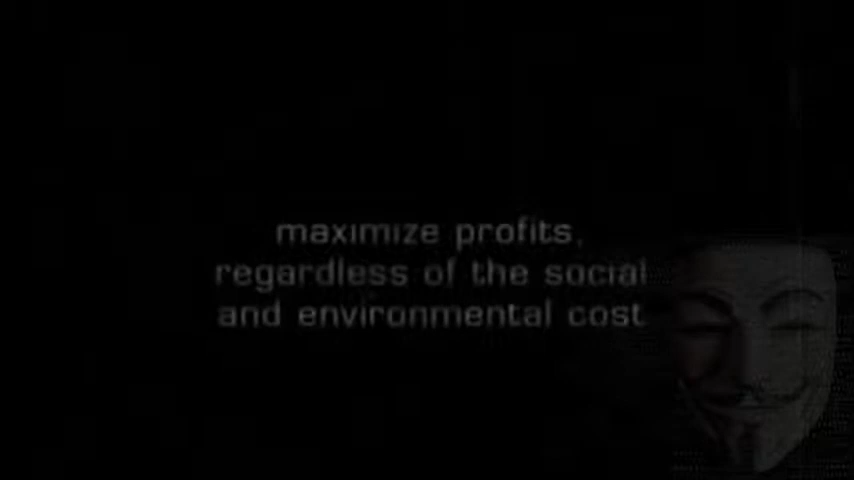 maximize profits,
regardless of the social
and environmental cost